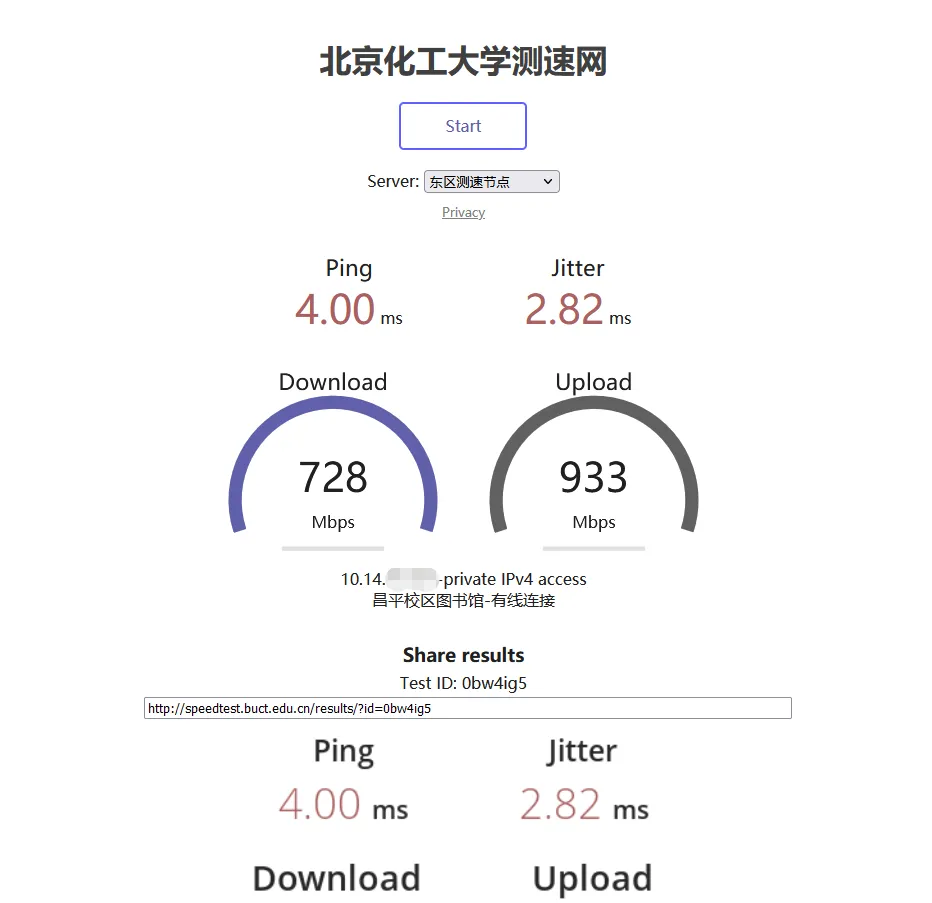 北京化工大学测速网
Start
Server: 东区测速节点
Privacy
Ping Jitter
4.00 ms 2.82 ms
Download Upload
728 933
Mbps Mbps
10.14. -private IPv4 access
昌平校区图书馆-有线连接
Share results
Test ID: 0bw4ig5
http://speedtest.buct.edu.cn/results/?id=0bw4ig5
Ping Jitter
4.00 ms 2.82 ms
Download Upload